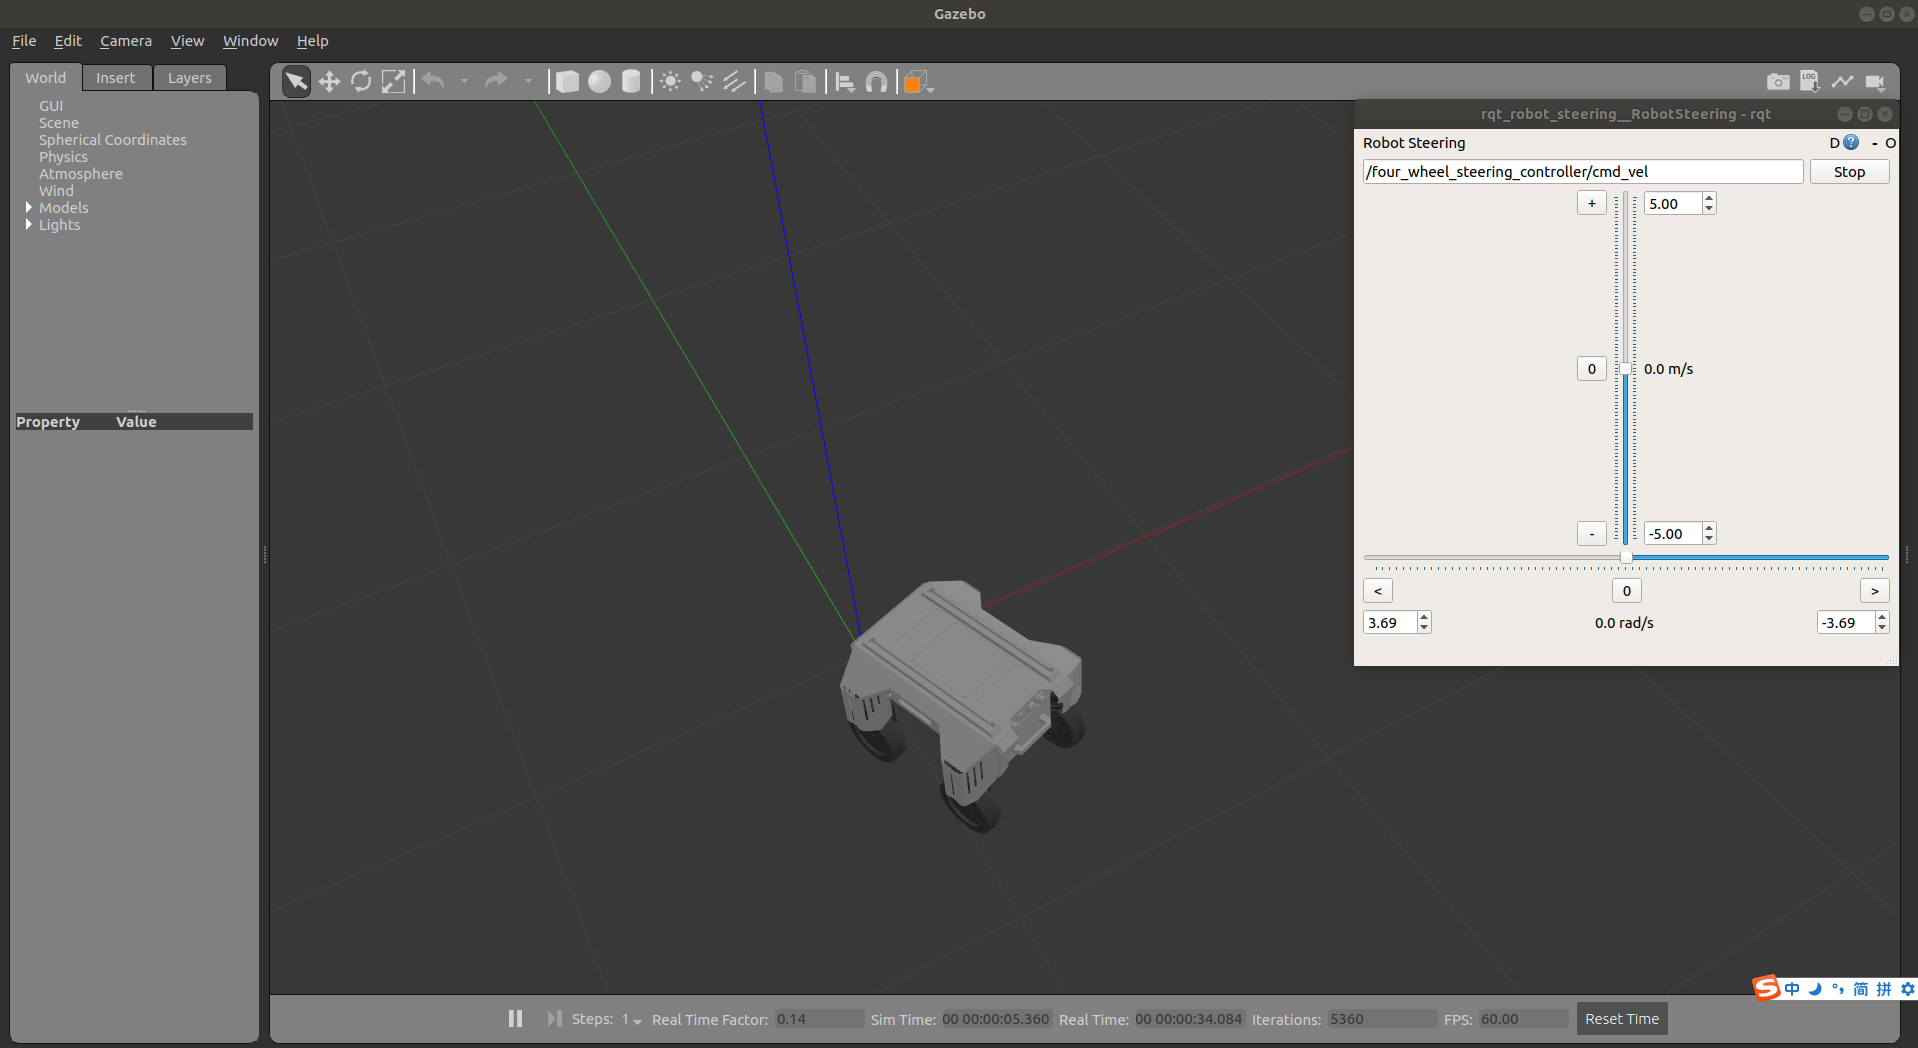 Gazebo
File Edit Camera View Window Help
World Insert Layers
GUI
Scene
Spherical Coordinates
Physics
Atmosphere
Wind
Models
Lights
Property Value
LOG
rqt_robot_steering__RobotSteering - rqt
Robot Steering D ? - O
/four_wheel_steering_controller/cmd_vel Stop
+ 5.00
0 0.0 m/s
- -5.00
< 0 >
3.69 0.0 rad/s -3.69
S 中 °, 简 拼
Steps: 1 Real Time Factor: 0.14 Sim Time: 00 00:00:05.360 Real Time: 00 00:00:34.084 Iterations: 5360 FPS: 60.00 Reset Time